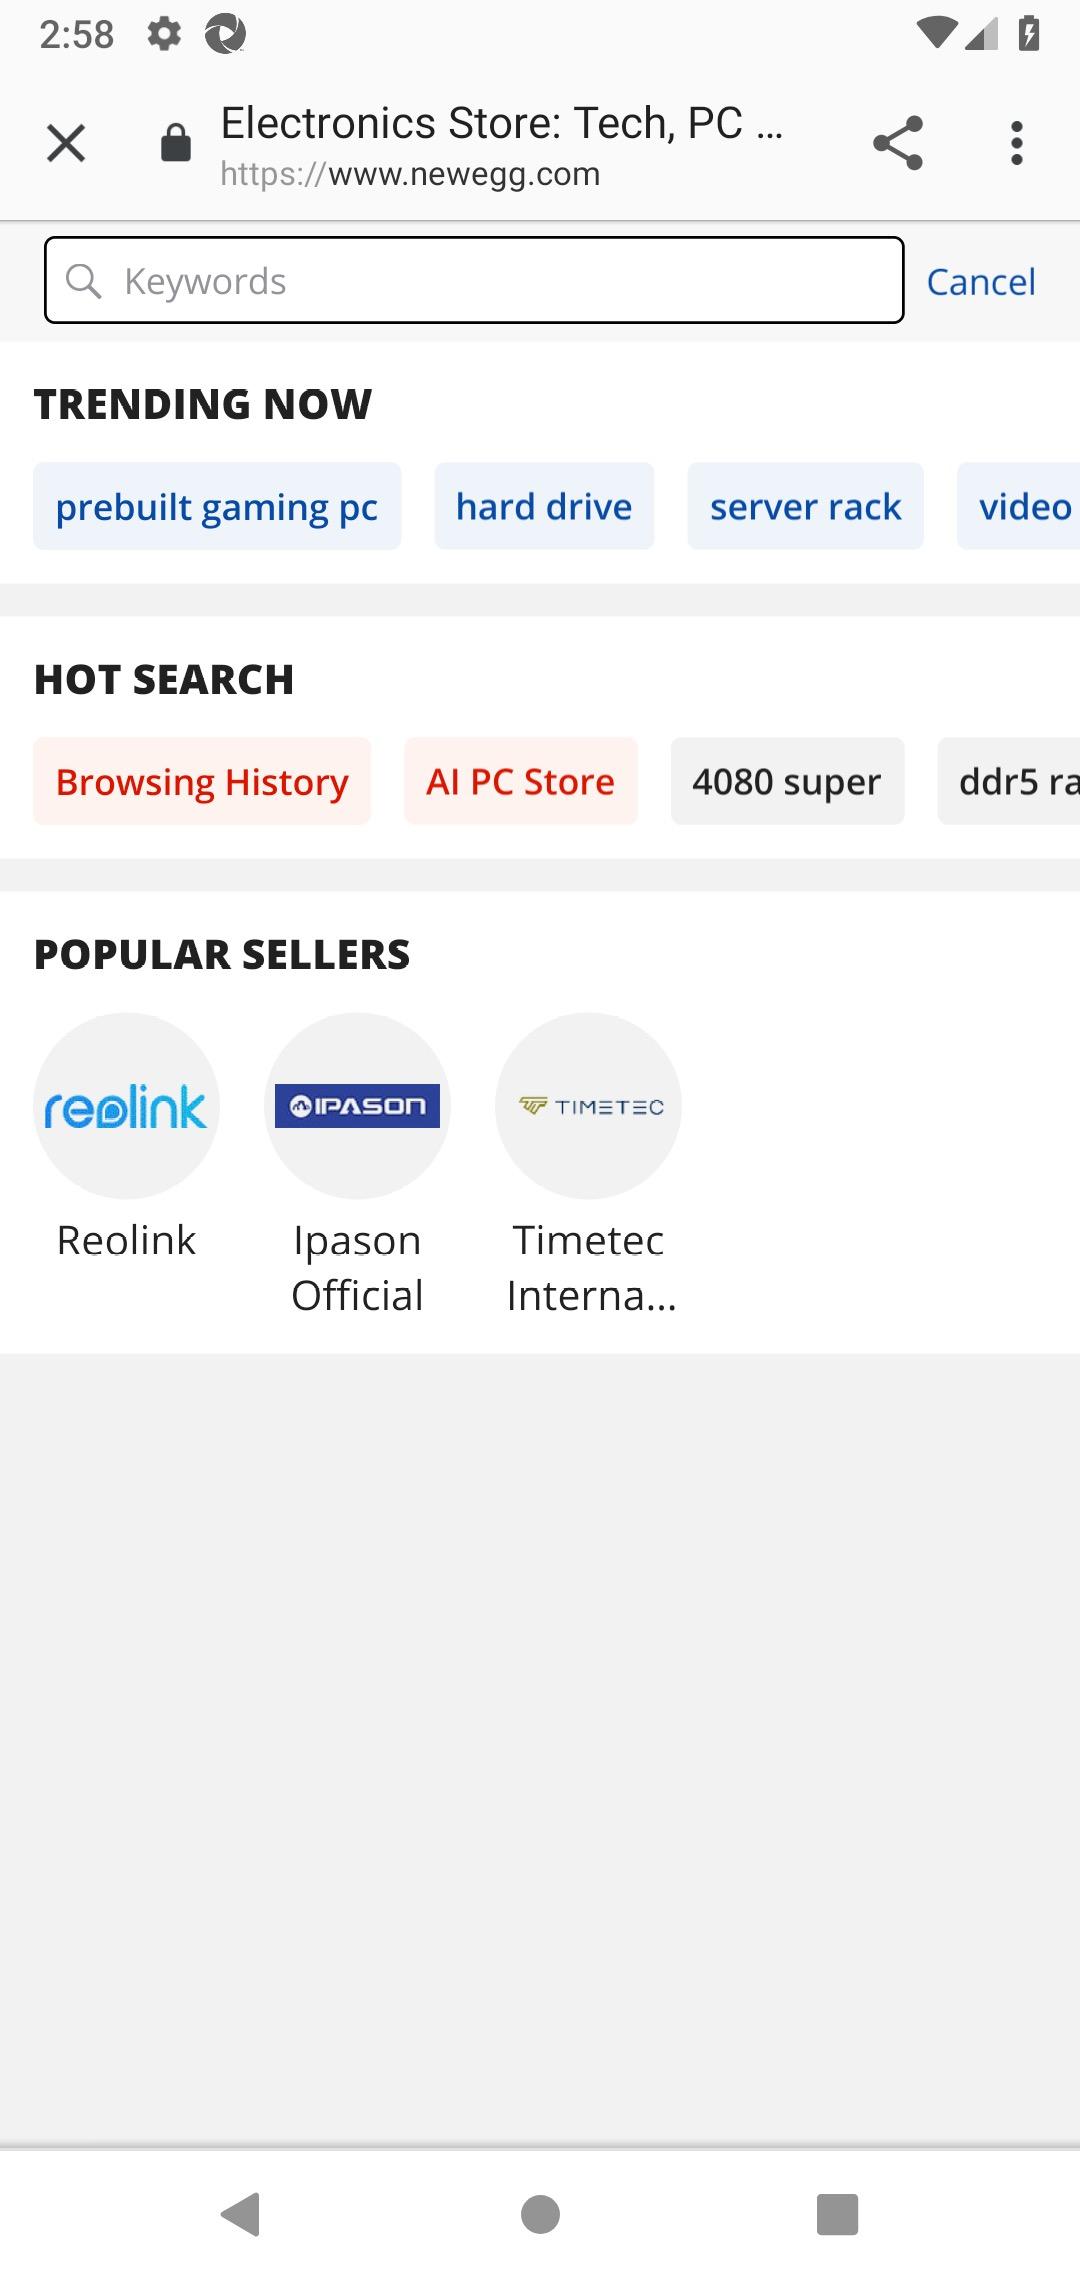 2:58
Electronics Store: Tech, PC ...
https://www.newegg.com
Keywords
Cancel
TRENDING NOW
prebuilt gaming pc
hard drive
server rack
video
HOT SEARCH
Browsing History
AI PC Store
4080 super
ddr5 ra
POPULAR SELLERS
reolink
IPASON
TIMETEC
Reolink
Ipason
Official
Timetec
Interna...